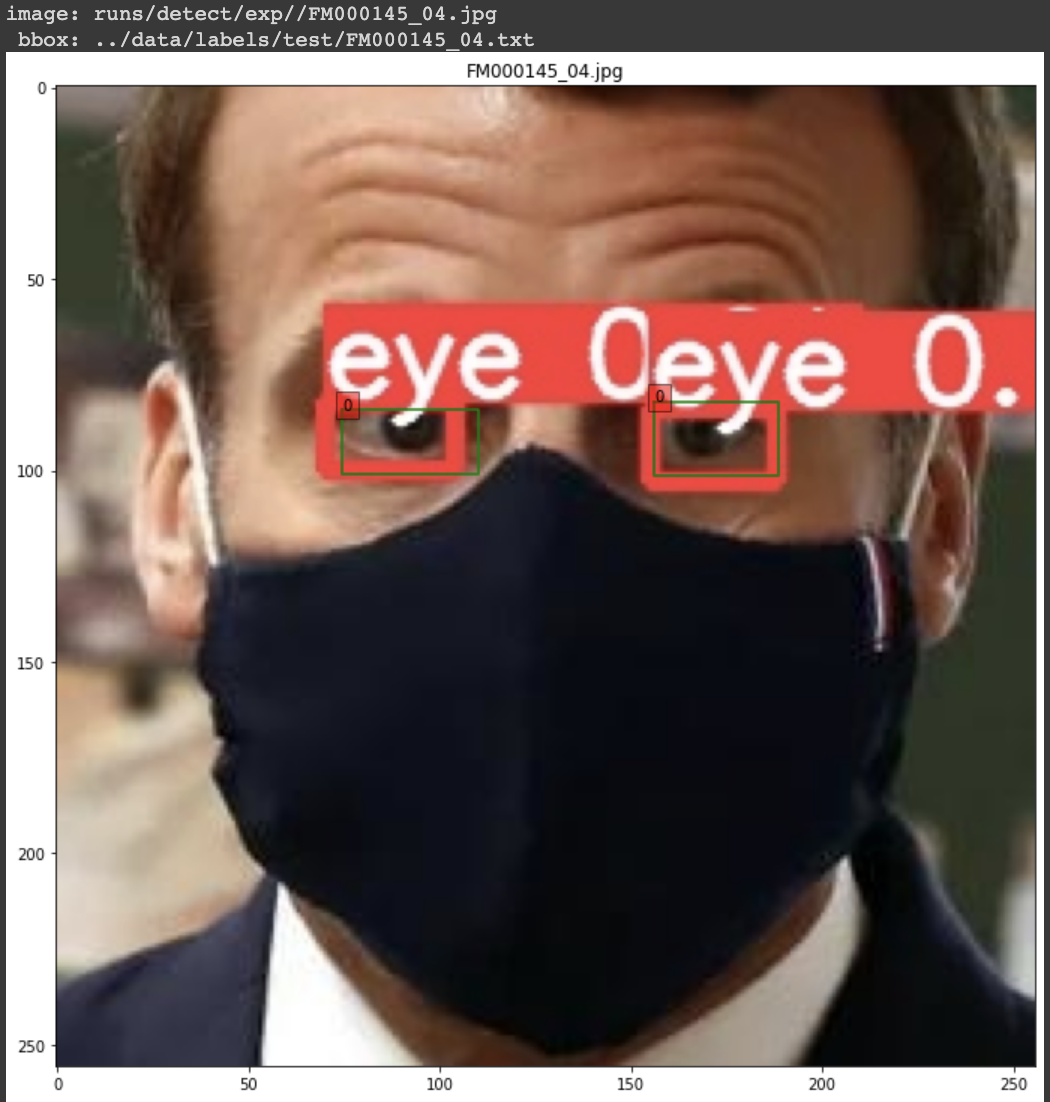 image: runs/detect/exp//FM000145_04.jpg
bbox: ../data/labels/test/FM000145_04.txt
FM000145_04.jpg
0
50
eye 0
eye 0.
0
0
100
150
200
250
0
50
100
150
200
250